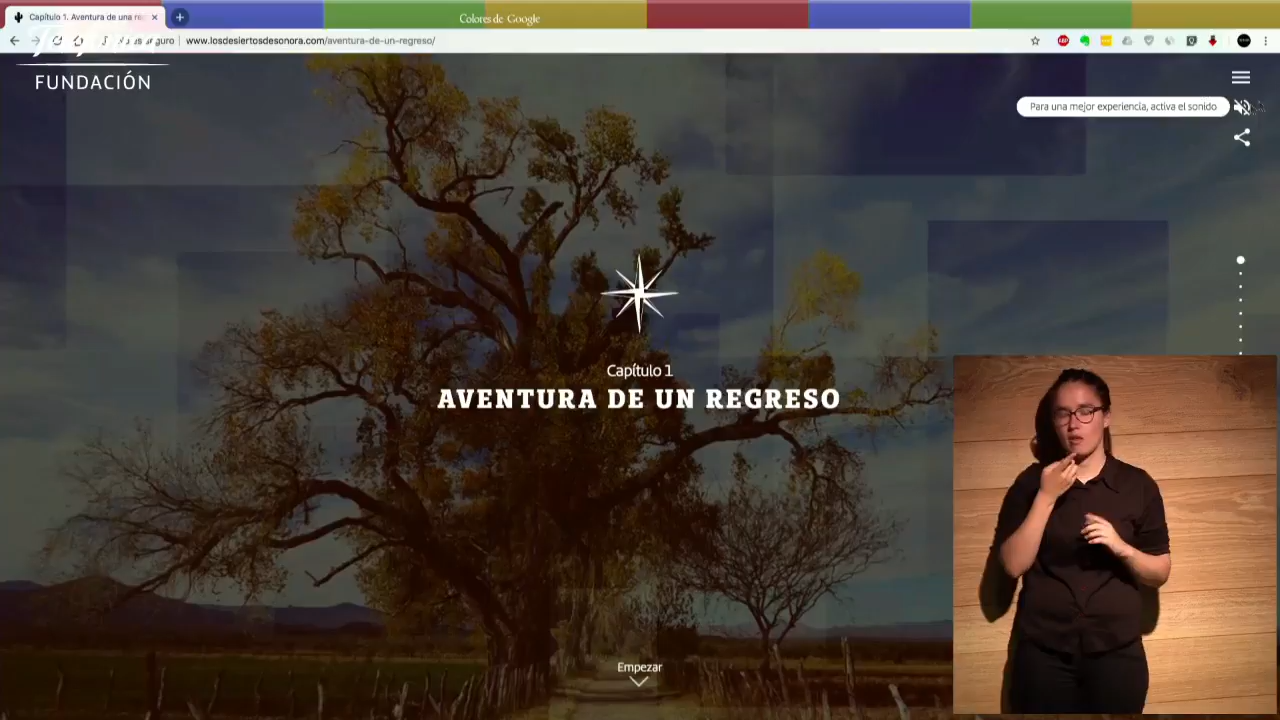 Colores de Google
Capítulo 1. Aventura de una re
www.losdesiertosdesonora.com/aventura-de-un-regreso/
FUNDACIÓN
Para una mejor experiencia, activa el sonido
Capítulo 1
AVENTURA DE UN REGRESO
Empezar